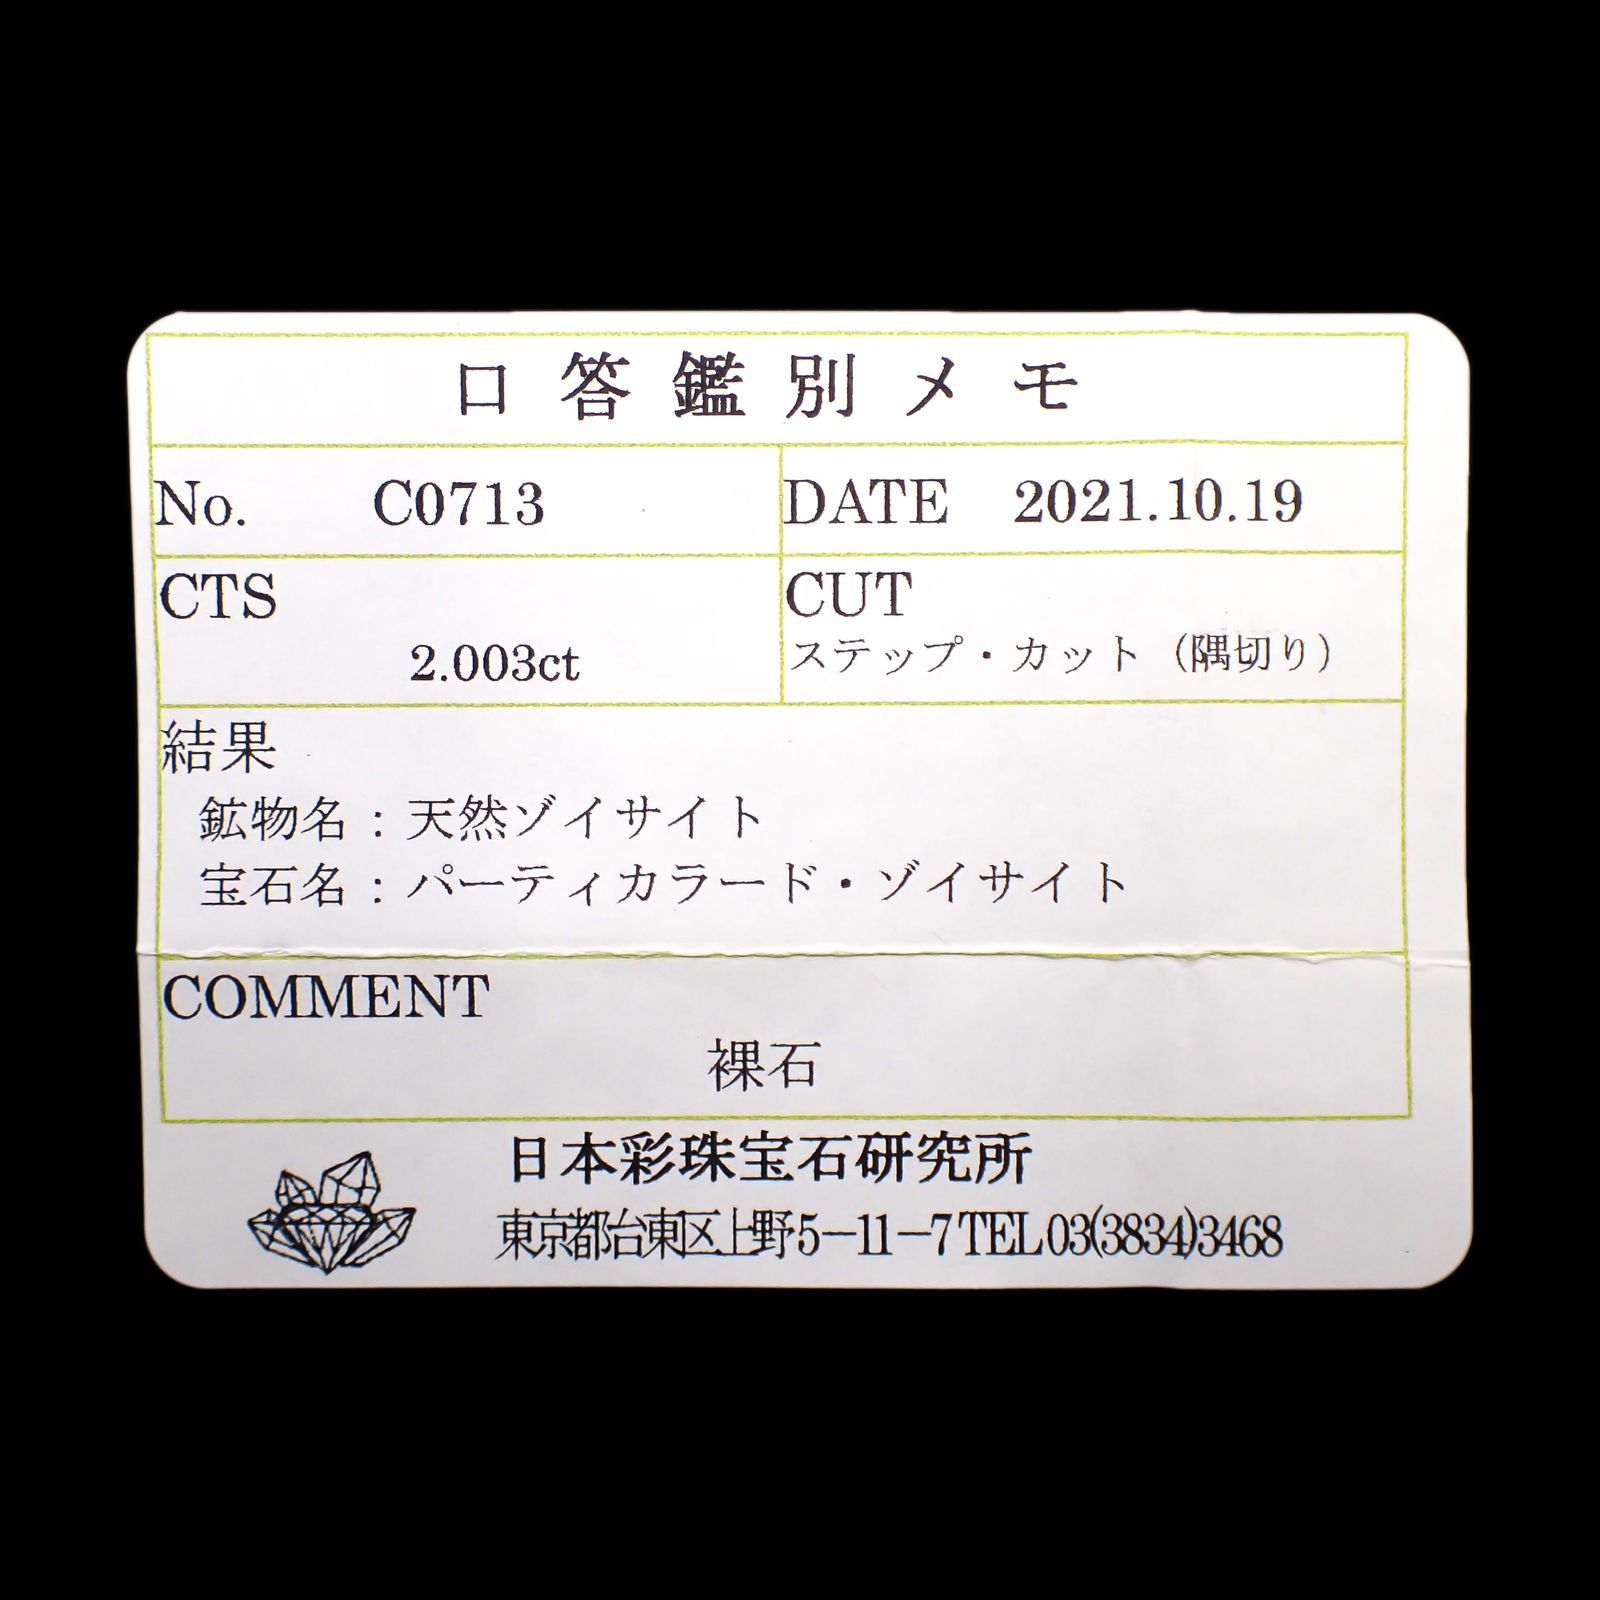 口答鑑別メモ
No. C0713 DATE 2021.10.19
CTS CUT
2.003ct ステップ・カット（隅切り）
結果
鉱物名：天然ゾイサイト
宝石名：パーティカラード・ゾイサイト
COMMENT
裸石
日本彩珠宝石研究所
東京都台東区上野5－11－7 TEL 03(3834)3468